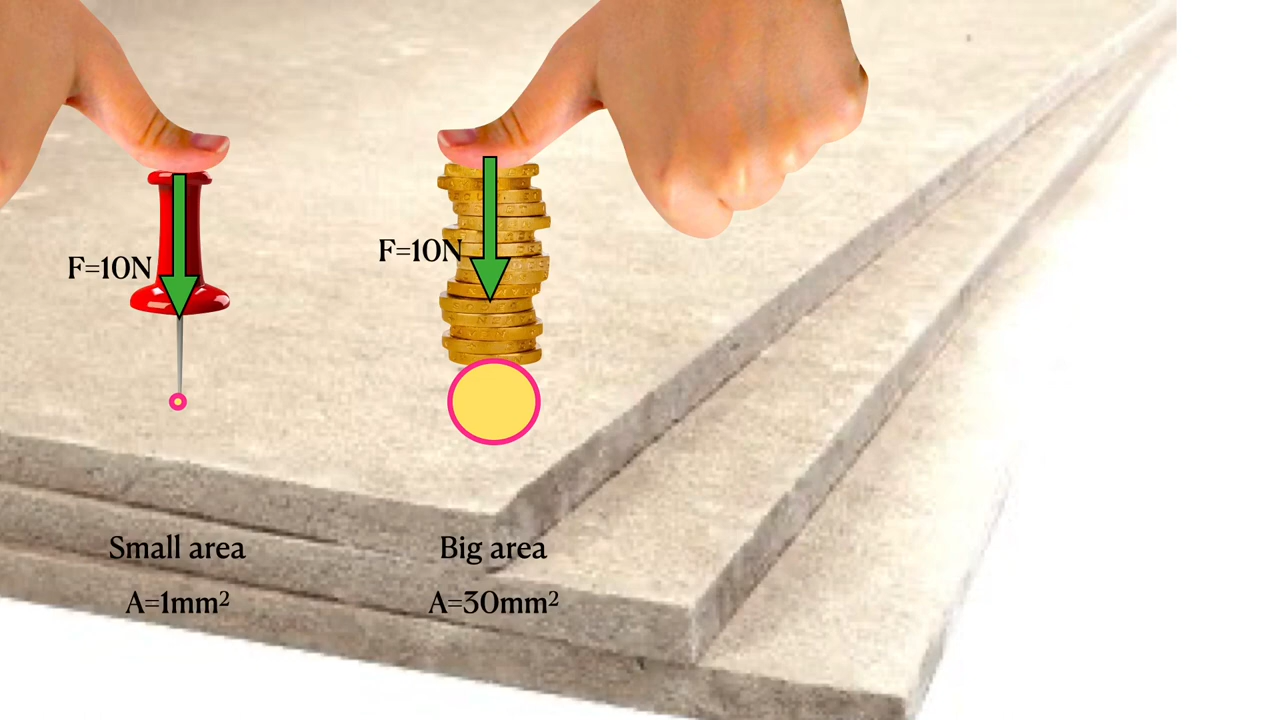 F=10N
F=10N
Small area
A=1mm²
Big area
A=30mm²